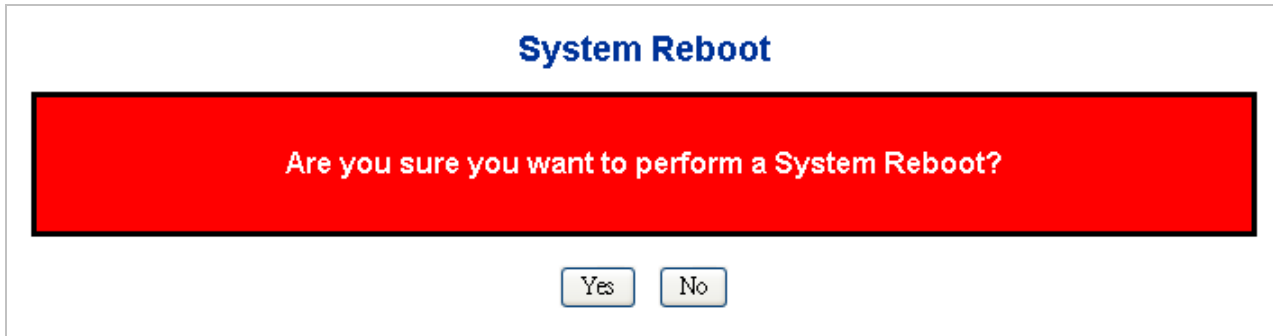 System Reboot
Are you sure you want to perform a System Reboot?
Yes No